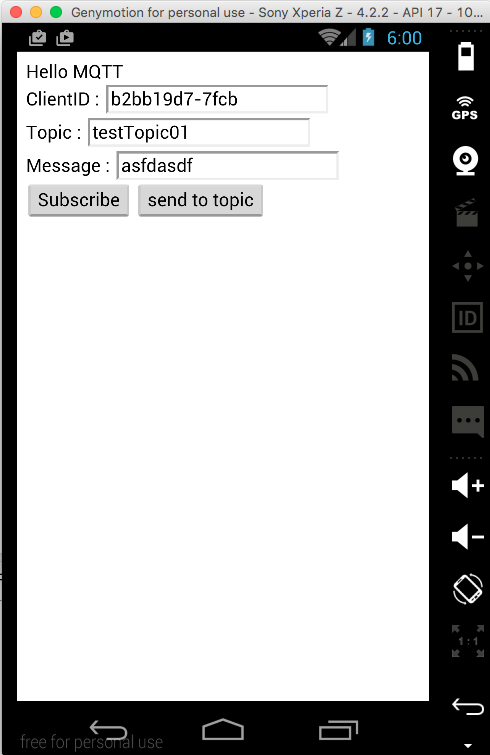 Genymotion for personal use - Sony Xperia Z - 4.2.2 - API 17 - 10...
6:00
Hello MQTT
ClientID : b2bb19d7-7fcb
Topic : testTopic01
Message : asfdasdf
Subscribe send to topic
GPS
ID
1:1
free for personal use